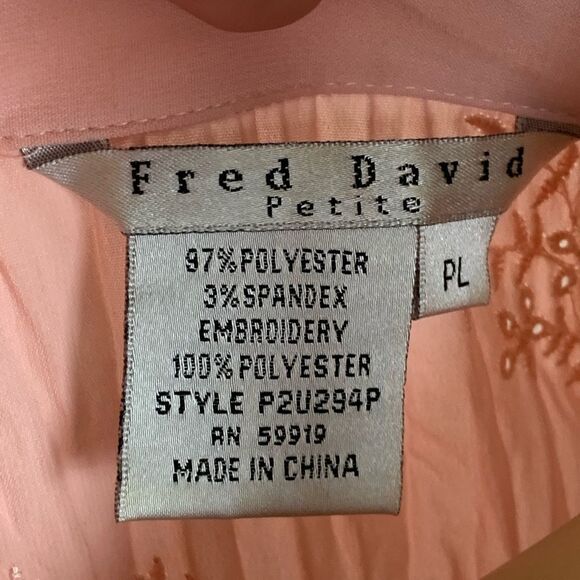 Fred David
Petite
PL
97% POLYESTER
3% SPANDEX
EMBROIDERY
100% POLYESTER
STYLE P2U294P
RN 59919
MADE IN CHINA